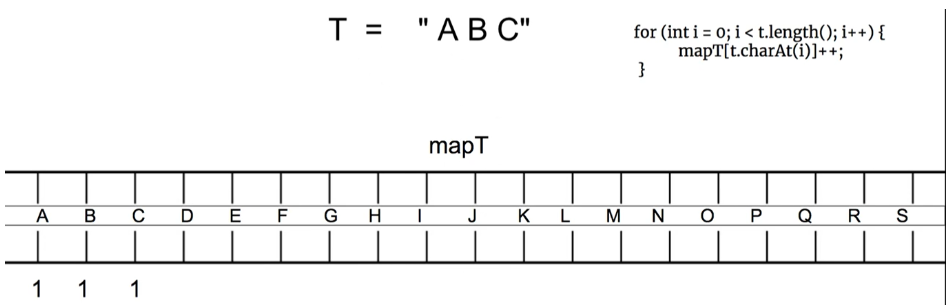 T = "A B C"
for (int i = 0; i < t.length(); i++) {
mapT[t.charAt(i)]++;
}
mapT
A B C D E F G H I J K L M N O P Q R S
1 1 1